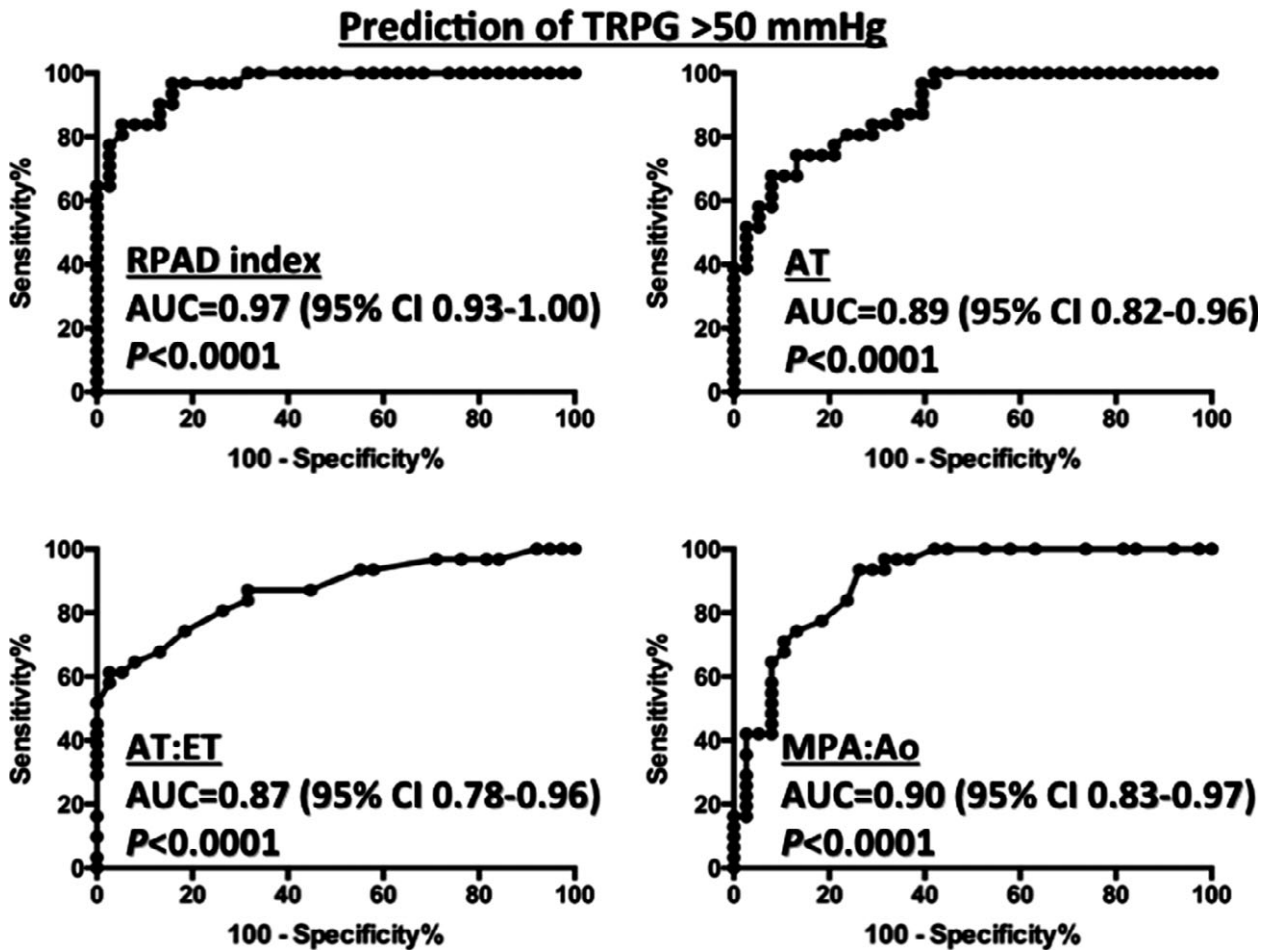 Prediction of TRPG >50 mmHg
100
80
60
40
20
0
Sensitivity%
RPAD index
AUC=0.97 (95% CI 0.93-1.00)
P<0.0001
0 20 40 60 80 100
100 - Specificity%
100
80
60
40
20
0
Sensitivity%
AT
AUC=0.89 (95% CI 0.82-0.96)
P<0.0001
0 20 40 60 80 100
100 - Specificity%
100
80
60
40
20
0
Sensitivity%
AT:ET
AUC=0.87 (95% CI 0.78-0.96)
P<0.0001
0 20 40 60 80 100
100 - Specificity%
100
80
60
40
20
0
Sensitivity%
MPA:Ao
AUC=0.90 (95% CI 0.83-0.97)
P<0.0001
0 20 40 60 80 100
100 - Specificity%